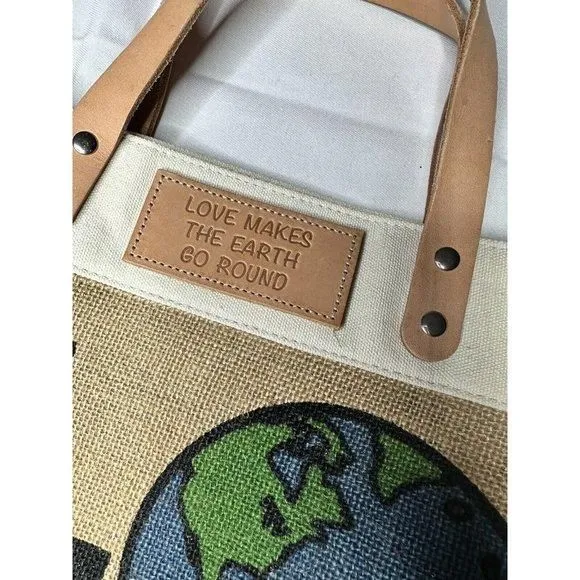 LOVE MAKES
THE EARTH
GO ROUND